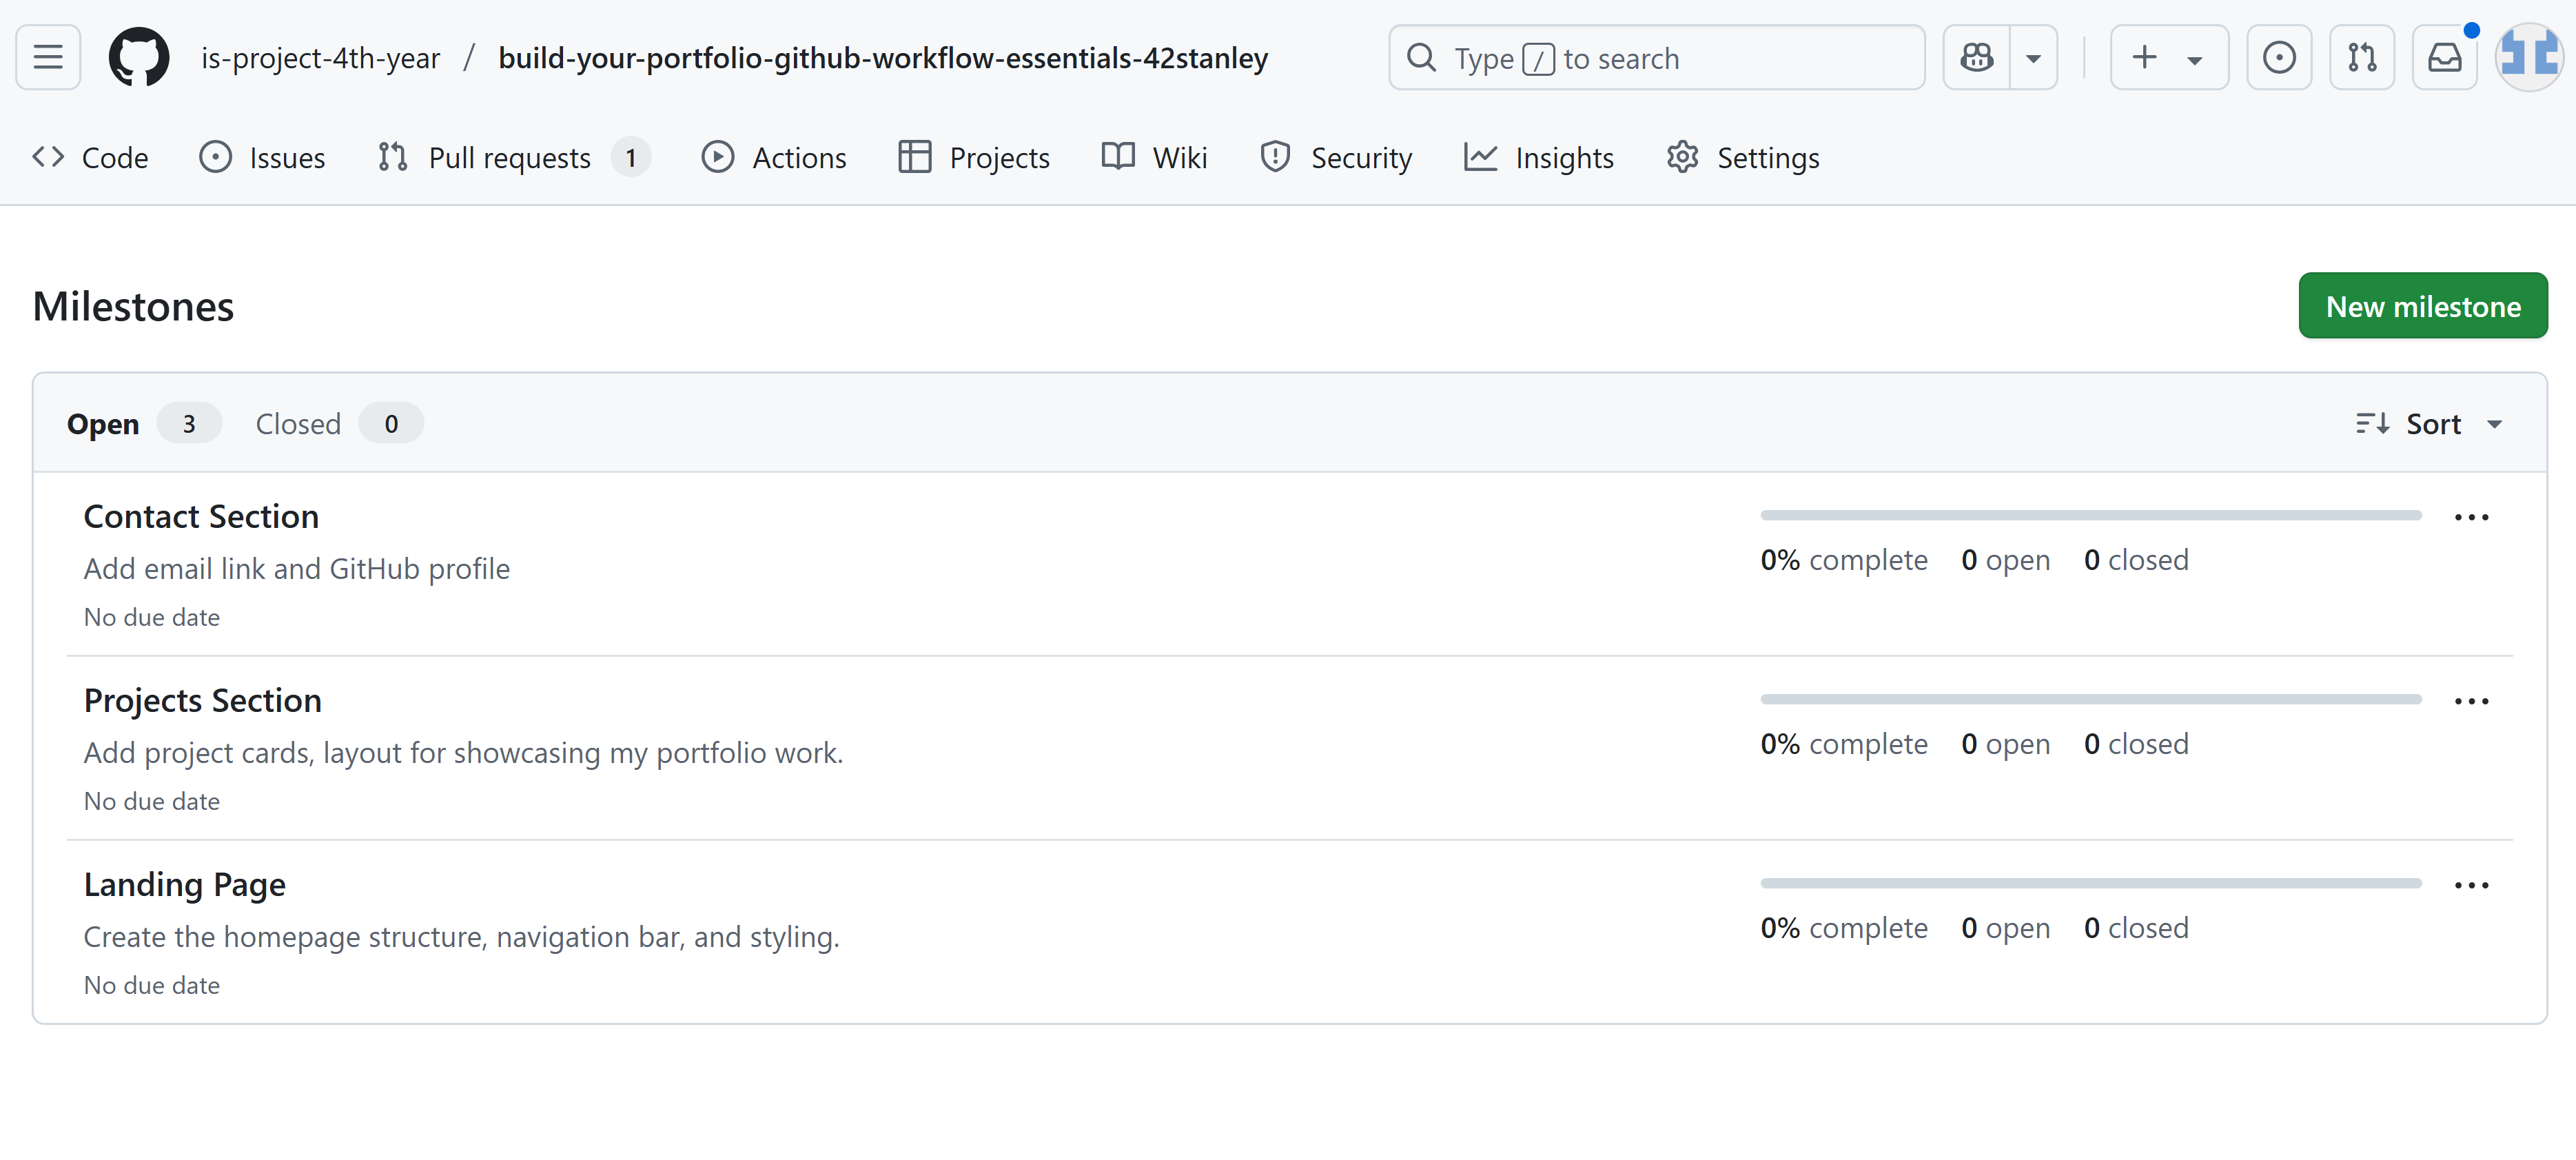 is-project-4th-year / build-your-portfolio-github-workflow-essentials-42stanley
Type / to search
Code Issues Pull requests 1 Actions Projects Wiki Security Insights Settings
Milestones
New milestone
Open 3 Closed 0
Sort
Contact Section
Add email link and GitHub profile
No due date
0% complete 0 open 0 closed
Projects Section
Add project cards, layout for showcasing my portfolio work.
No due date
0% complete 0 open 0 closed
Landing Page
Create the homepage structure, navigation bar, and styling.
No due date
0% complete 0 open 0 closed